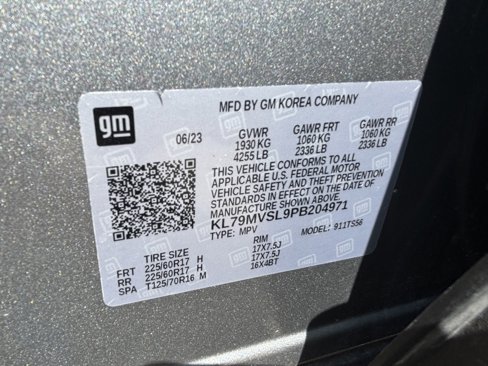 gm
MFD BY GM KOREA COMPANY
06/23 GVWR GAWR FRT GAWR RR
1930 KG 1060 KG 1060 KG
4255 LB 2336 LB 2336 LB
THIS VEHICLE CONFORMS TO ALL
APPLICABLE U.S. FEDERAL MOTOR
VEHICLE SAFETY AND THEFT PREVENTION
STANDARDS IN EFFECT ON THE DATE OF
MANUFACTURE SHOWN ABOVE.
KL79MVSL9PB204971
TYPE: MPV MODEL: 911TS56
TIRE SIZE RIM
FRT 225/60R17 H 17X7.5J
RR 225/60R17 H 17X7.5J
SPA T125/70R16 M 16X4BT